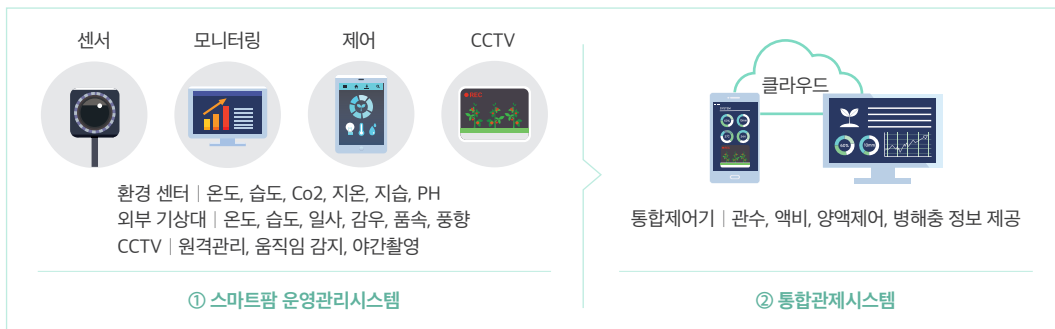 센서
모니터링
제어
CCTV
REC
환경 센터 | 온도, 습도, Co2, 지온, 지습, PH
외부 기상대 | 온도, 습도, 일사, 감우, 품속, 풍향
CCTV | 원격관리, 움직임 감지, 야간촬영
① 스마트팜 운영관리시스템
클라우드
통합제어기 | 관수, 액비, 양액제어, 병해충 정보 제공
② 통합관제시스템